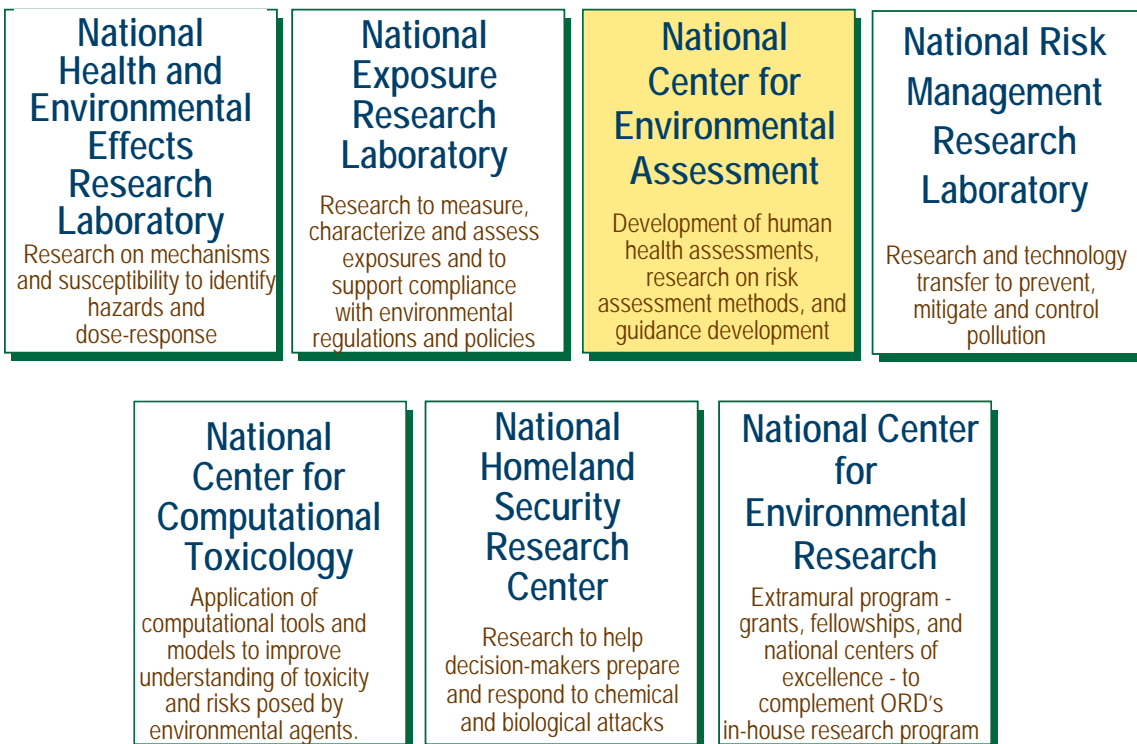 National
Health and
Environmental
Effects
Research
Laboratory
Research on mechanisms
and susceptibility to identify
hazards and
dose-response
National
Exposure
Research
Laboratory
Research to measure,
characterize and assess
exposures and to
support compliance
with environmental
regulations and policies
National
Center for
Environmental
Assessment
Development of human
health assessments,
research on risk
assessment methods, and
guidance development
National Risk
Management
Research
Laboratory
Research and technology
transfer to prevent,
mitigate and control
pollution
National
Center for
Computational
Toxicology
Application of
computational tools and
models to improve
understanding of toxicity
and risks posed by
environmental agents.
National
Homeland
Security
Research
Center
Research to help
decision-makers prepare
and respond to chemical
and biological attacks
National Center
for
Environmental
Research
Extramural program -
grants, fellowships, and
national centers of
excellence - to
complement ORD's
in-house research program